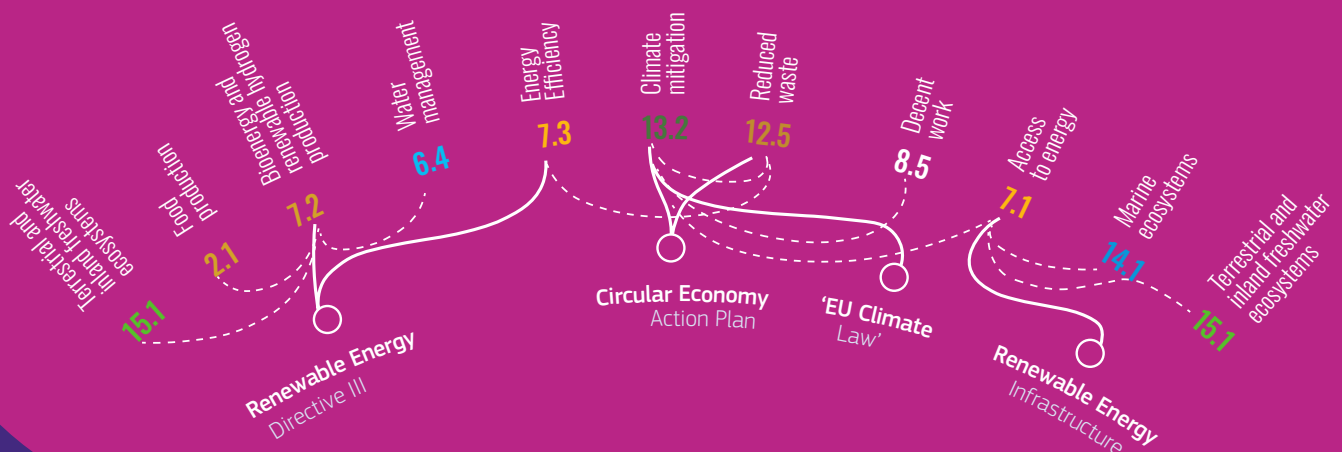 Terrestrial and
inland freshwater
ecosystems
15.1
Food
production
2.1
Bioenergy and
renewable hydrogen
production
7.2
Water
management
6.4
Energy
Efficiency
7.3
Climate
mitigation
13.2
Reduced
waste
12.5
Decent
work
8.5
Access
to energy
7.1
Marine
ecosystems
14.1
Terrestrial and
inland freshwater
ecosystems
15.1
Renewable Energy
Directive III
Circular Economy
Action Plan
‘EU Climate
Law’
Renewable Energy
Infrastructure